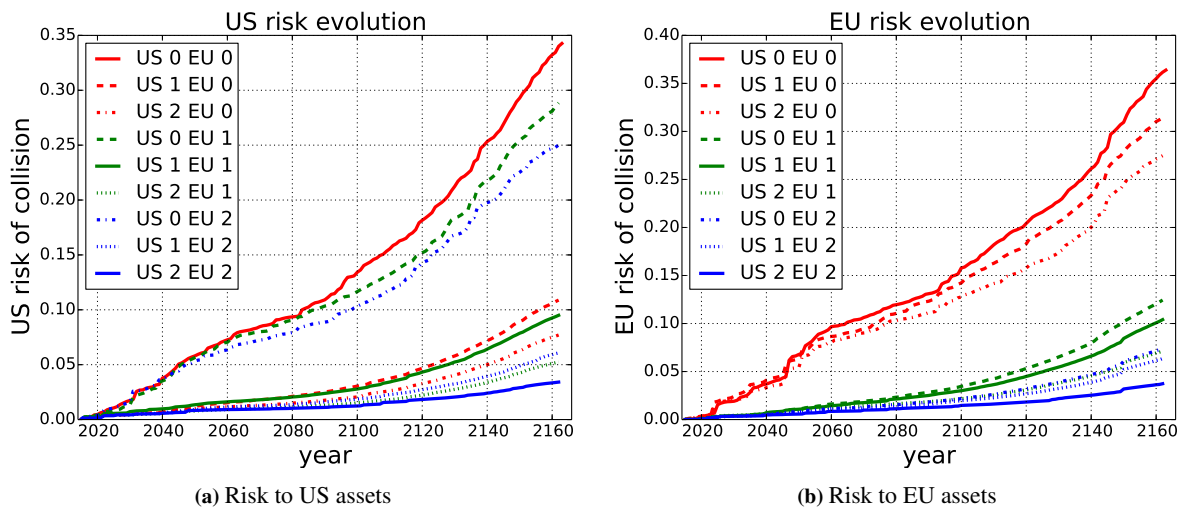 US risk evolution
0.35
0.30
0.25
0.20
0.15
0.10
0.05
0.00
US risk of collision
US 0 EU 0
US 1 EU 0
US 2 EU 0
US 0 EU 1
US 1 EU 1
US 2 EU 1
US 0 EU 2
US 1 EU 2
US 2 EU 2
2020 2040 2060 2080 2100 2120 2140 2160
year
(a) Risk to US assets
EU risk evolution
0.40
0.35
0.30
0.25
0.20
0.15
0.10
0.05
0.00
EU risk of collision
US 0 EU 0
US 1 EU 0
US 2 EU 0
US 0 EU 1
US 1 EU 1
US 2 EU 1
US 0 EU 2
US 1 EU 2
US 2 EU 2
2020 2040 2060 2080 2100 2120 2140 2160
year
(b) Risk to EU assets